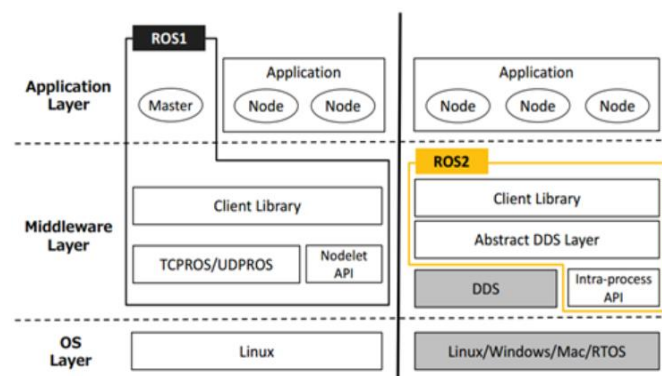 ROS1
Application
Layer
Master
Application
Node
Node
Application
Node
Node
Node
ROS2
Middleware
Layer
Client Library
TCPROS/UDPROS
Nodelet
API
Client Library
Abstract DDS Layer
DDS
Intra-process
API
OS
Layer
Linux
Linux/Windows/Mac/RTOS